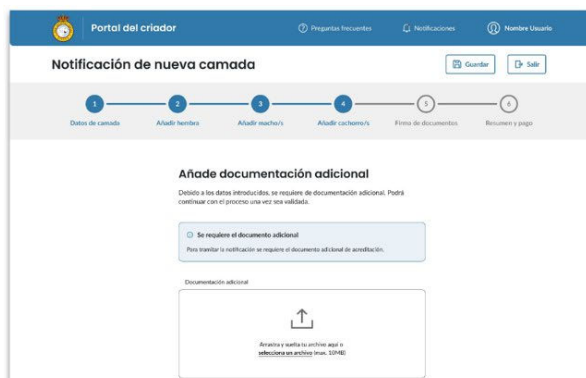 Portal del criador
Preguntas frecuentes
Notificaciones
Nombre Usuario
Notificación de nueva camada
Guardar
Salir
1
2
3
4
5
6
Datos de camada
Añadir hembra
Añadir macho/s
Añadir cachorro/s
Firma de documentos
Resumen y pago
Añade documentación adicional
Debido a los datos introducidos, se requiere de documentación adicional. Podrá
continuar con el proceso una vez sea validada.
Se requiere el documento adicional
Para tramitar la notificación se requiere el documento adicional de acreditación.
Documentación adicional
Arrastra y suelta tu archivo aquí o
selecciona un archivo (max. 10MB)